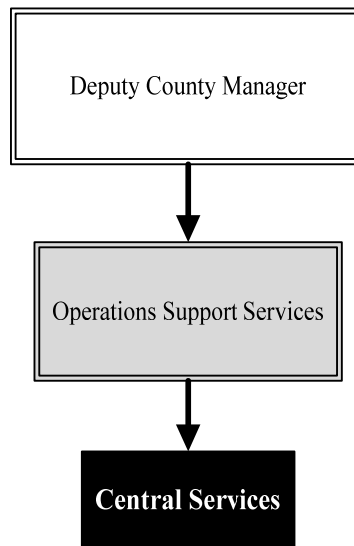 Deputy County Manager
Operations Support Services
Central Services